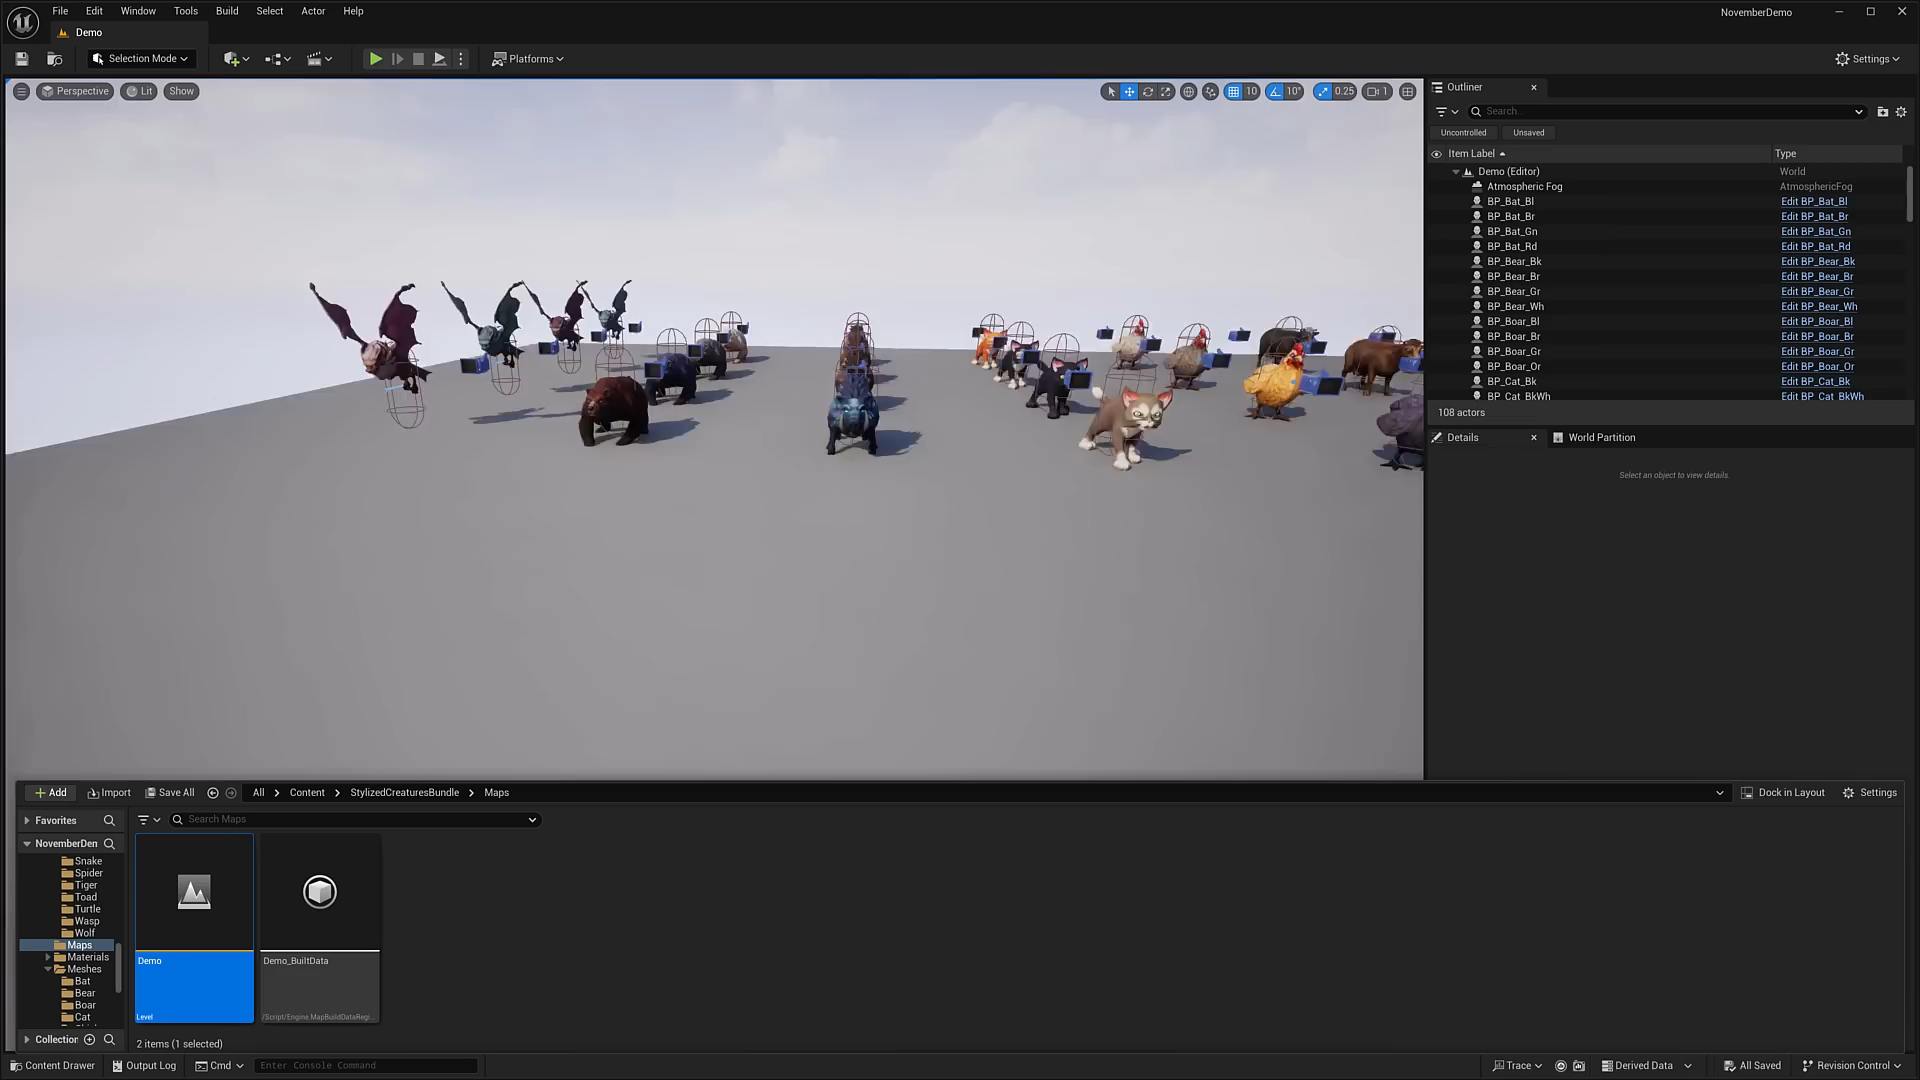 File Edit Window Tools Build Select Actor Help
NovemberDemo
Demo
Selection Mode
Platforms
Settings
Perspective Lit Show
10 10° 0.25 1
Outliner
Search...
Uncontrolled Unsaved
Item Label Type
Demo (Editor) World
Atmospheric Fog AtmosphericFog
BP_Bat_Bl Edit BP_Bat_Bl
BP_Bat_Br Edit BP_Bat_Br
BP_Bat_Gn Edit BP_Bat_Gn
BP_Bat_Rd Edit BP_Bat_Rd
BP_Bear_Bk Edit BP_Bear_Bk
BP_Bear_Br Edit BP_Bear_Br
BP_Bear_Gr Edit BP_Bear_Gr
BP_Bear_Wh Edit BP_Bear_Wh
BP_Boar_Bl Edit BP_Boar_Bl
BP_Boar_Br Edit BP_Boar_Br
BP_Boar_Gr Edit BP_Boar_Gr
BP_Boar_Or Edit BP_Boar_Or
BP_Cat_Bk Edit BP_Cat_Bk
BP_Cat_BkWh Edit BP_Cat_BkWh
108 actors
Details World Partition
Select an object to view details.
Add Import Save All All Content StylizedCreaturesBundle Maps Dock in Layout Settings
Favorites
Search Maps
NovemberDen
Snake
Spider
Tiger
Toad
Turtle
Wasp
Wolf
Maps
Materials
Meshes
Bat
Bear
Boar
Cat
Collection
Demo
Level
Demo_BuiltData
/Script/Engine.MapBuildDataRegi...
2 items (1 selected)
Content Drawer Output Log Cmd Enter Console Command Trace Derived Data All Saved Revision Control